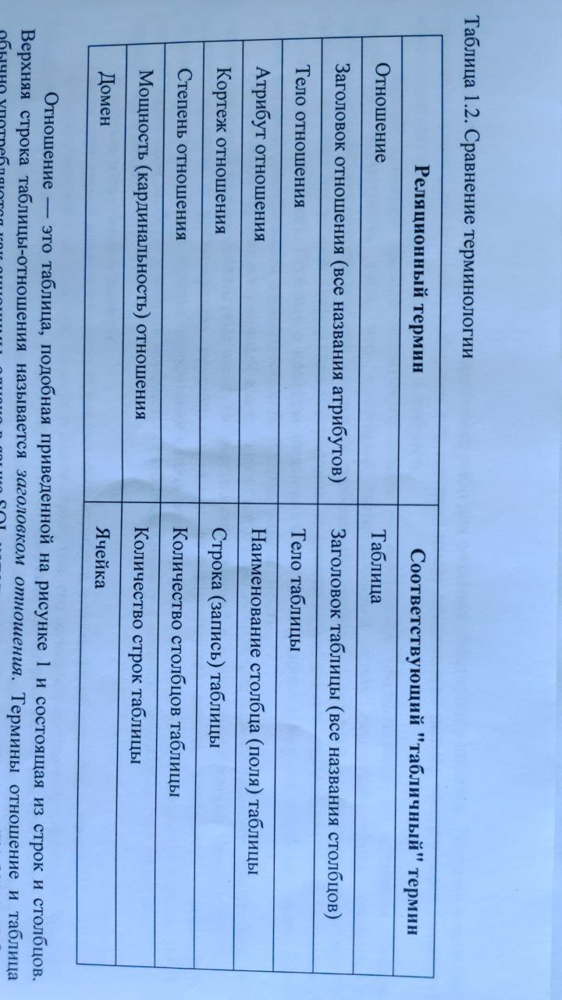 Таблица 1.2. Сравнение терминологии
Реляционный термин Соответствующий "табличный" термин
Отношение Таблица
Заголовок отношения (все названия атрибутов) Заголовок таблицы (все названия столбцов)
Тело отношения Тело таблицы
Атрибут отношения Наименование столбца (поля) таблицы
Кортеж отношения Строка (запись) таблицы
Степень отношения Количество столбцов таблицы
Мощность (кардинальность) отношения Количество строк таблицы
Домен Ячейка
Отношение — это таблица, подобная приведенной на рисунке 1 и состоящая из строк и столбцов.
Верхняя строка таблицы-отношения называется заголовком отношения. Термины отношение и таблица
обычно употребляются как синонимы, однако в языке SQL